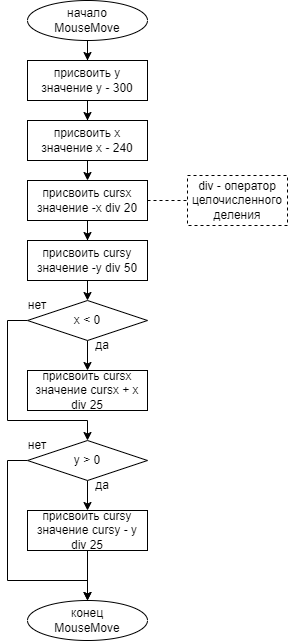 начало
MouseMove
присвоить y
значение y - 300
присвоить x
значение x - 240
присвоить cursx
значение -x div 20
div - оператор
целочисленного
деления
присвоить cursy
значение -y div 50
нет
x < 0
да
присвоить cursx
значение cursx + x
div 25
нет
y > 0
да
присвоить cursy
значение cursy - y
div 25
конец
MouseMove